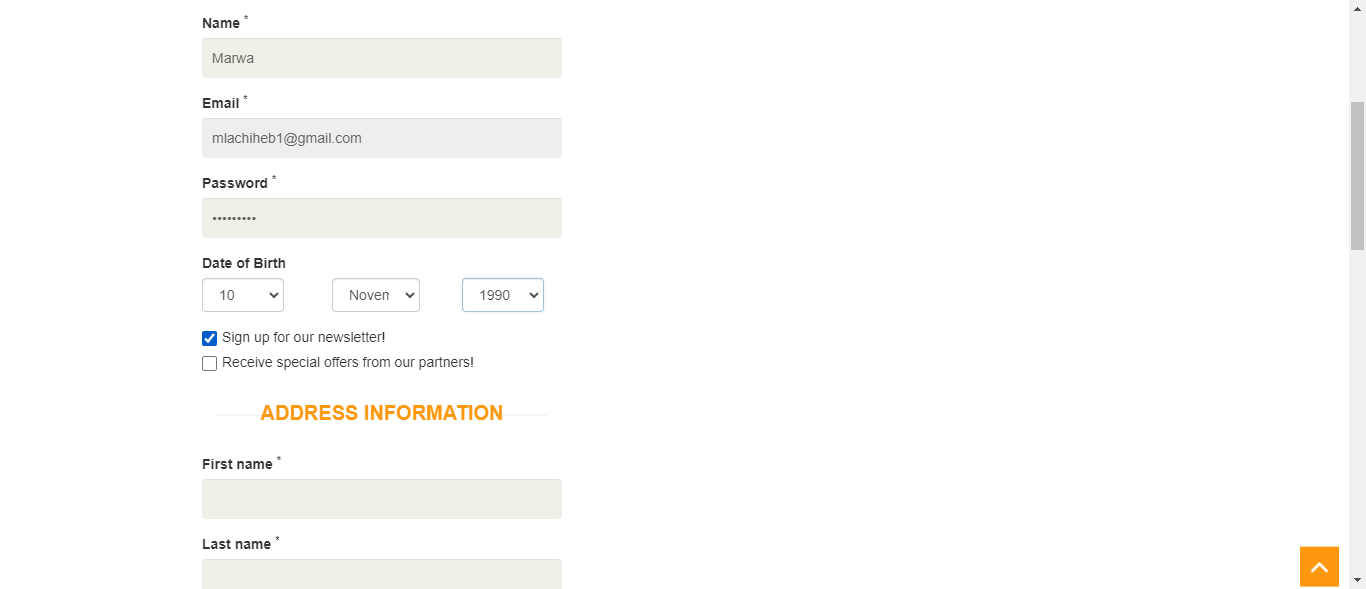 Name *
Marwa
Email *
mlachiheb1@gmail.com
Password *
•••••••••
Date of Birth
10 Novem 1990
Sign up for our newsletter!
Receive special offers from our partners!
ADDRESS INFORMATION
First name *
Last name *